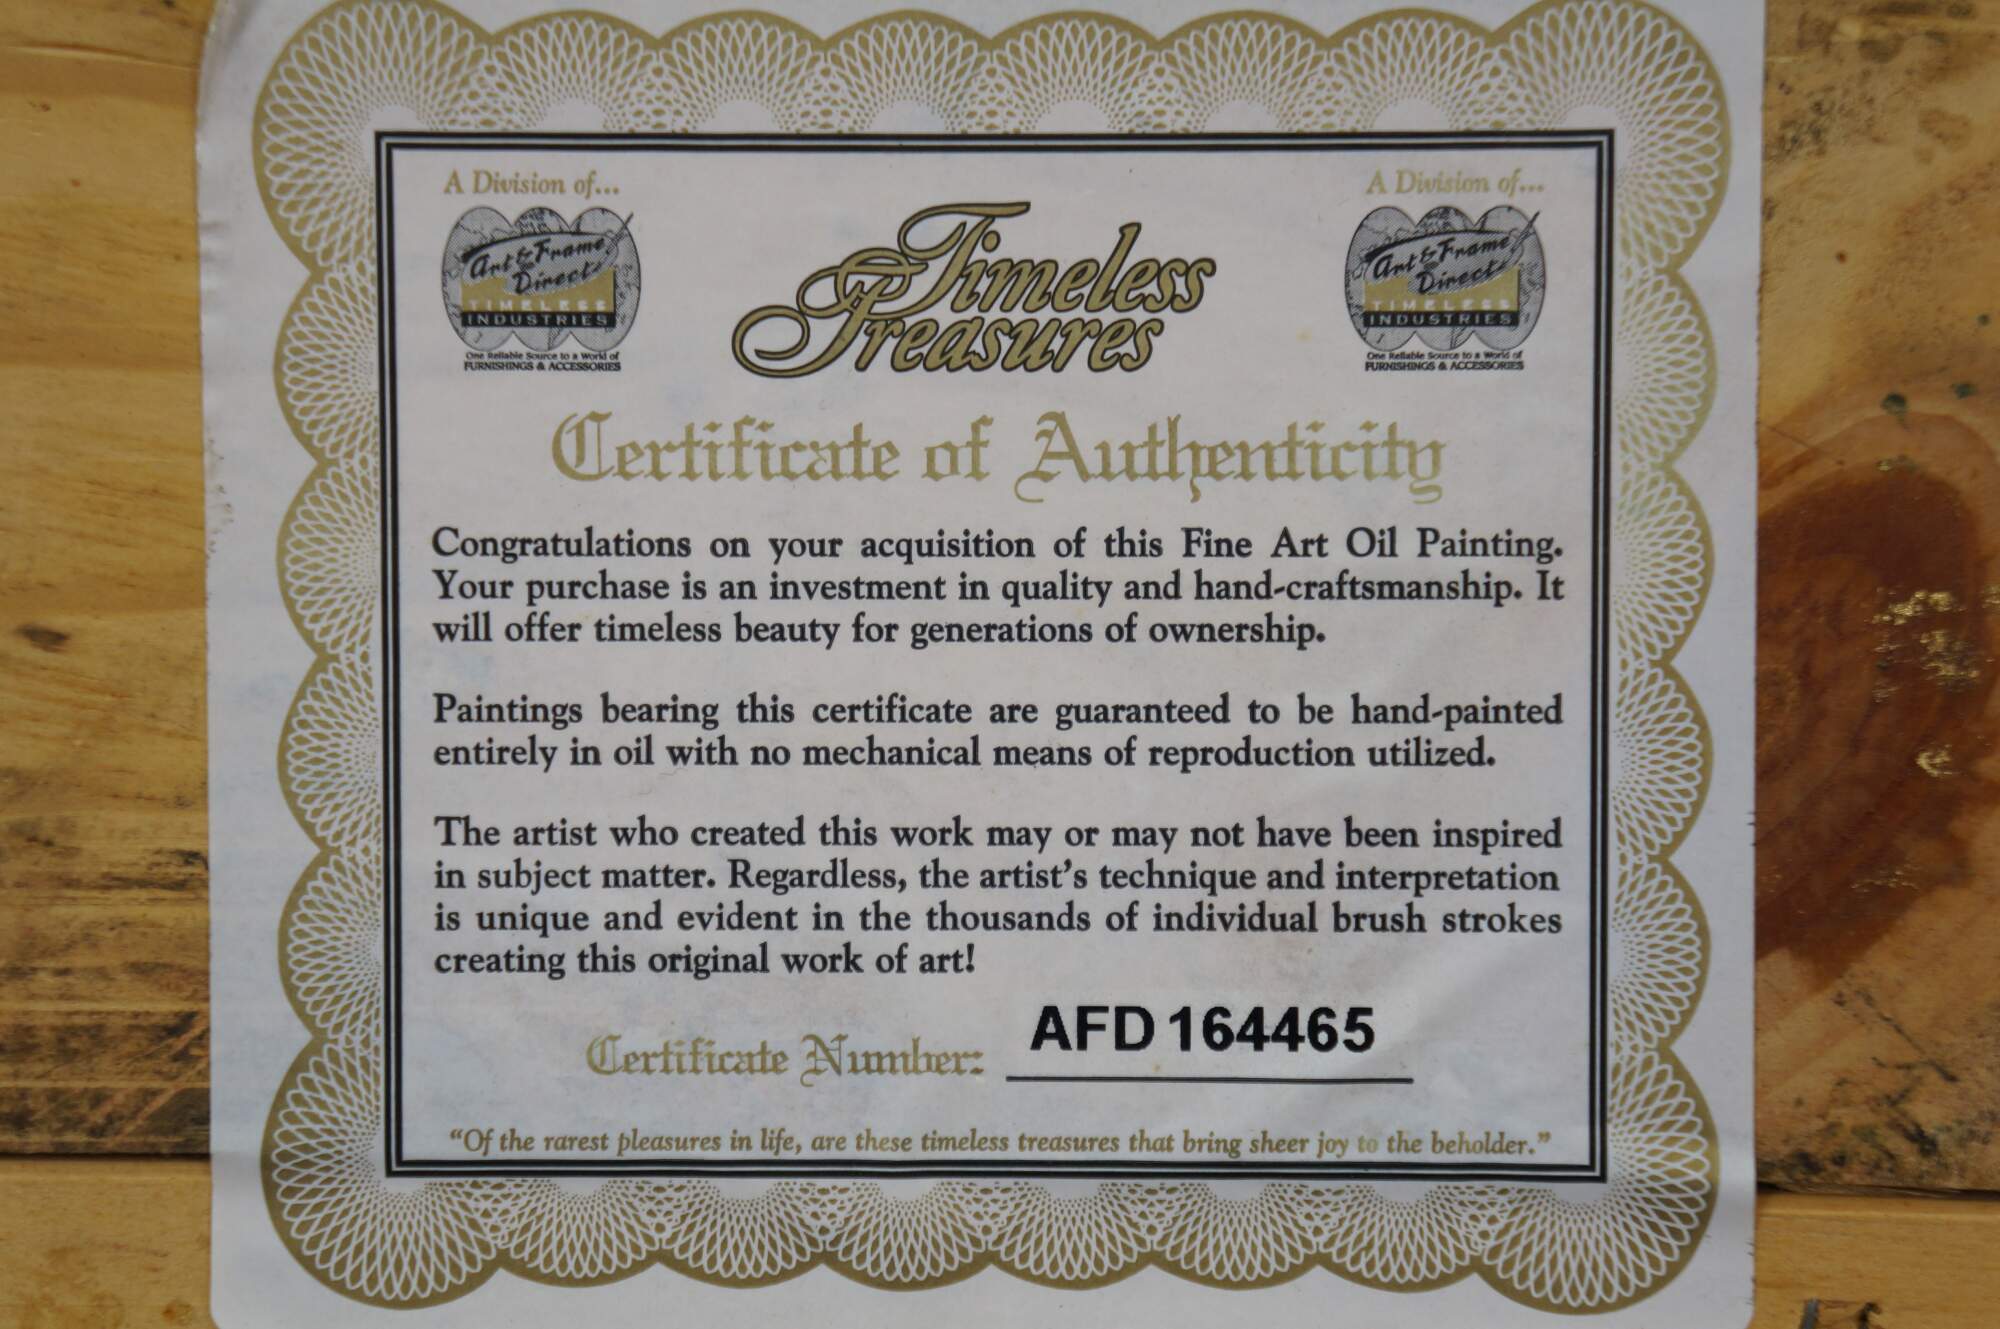 A Division of...
Art & Frame
Direct
TIMELESS
INDUSTRIES
One Reliable Source to a World of
FURNISHINGS & ACCESSORIES
Timeless
Treasures
A Division of...
Art & Frame
Direct
TIMELESS
INDUSTRIES
One Reliable Source to a World of
FURNISHINGS & ACCESSORIES
Certificate of Authenticity
Congratulations on your acquisition of this Fine Art Oil Painting.
Your purchase is an investment in quality and hand-craftsmanship. It
will offer timeless beauty for generations of ownership.
Paintings bearing this certificate are guaranteed to be hand-painted
entirely in oil with no mechanical means of reproduction utilized.
The artist who created this work may or may not have been inspired
in subject matter. Regardless, the artist's technique and interpretation
is unique and evident in the thousands of individual brush strokes
creating this original work of art!
Certificate Number: AFD 164465
"Of the rarest pleasures in life, are these timeless treasures that bring sheer joy to the beholder."